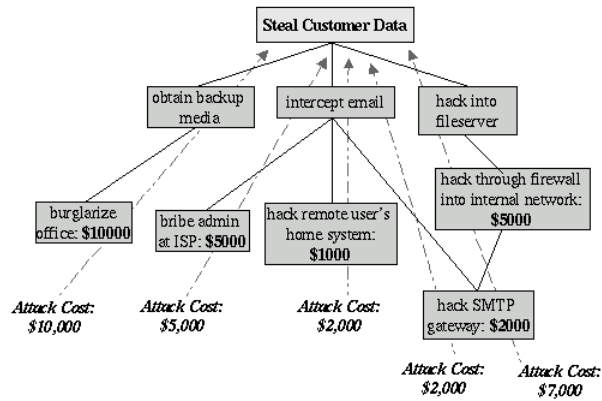 Steal Customer Data
obtain backup
media
intercept email
hack into
fileserver
burglarize
office: $10000
bribe admin
at ISP: $5000
hack remote user's
home system:
$1000
hack through firewall
into internal network:
$5000
hack SMTP
gateway: $2000
Attack Cost:
$10,000
Attack Cost:
$5,000
Attack Cost:
$2,000
Attack Cost:
$2,000
Attack Cost:
$7,000